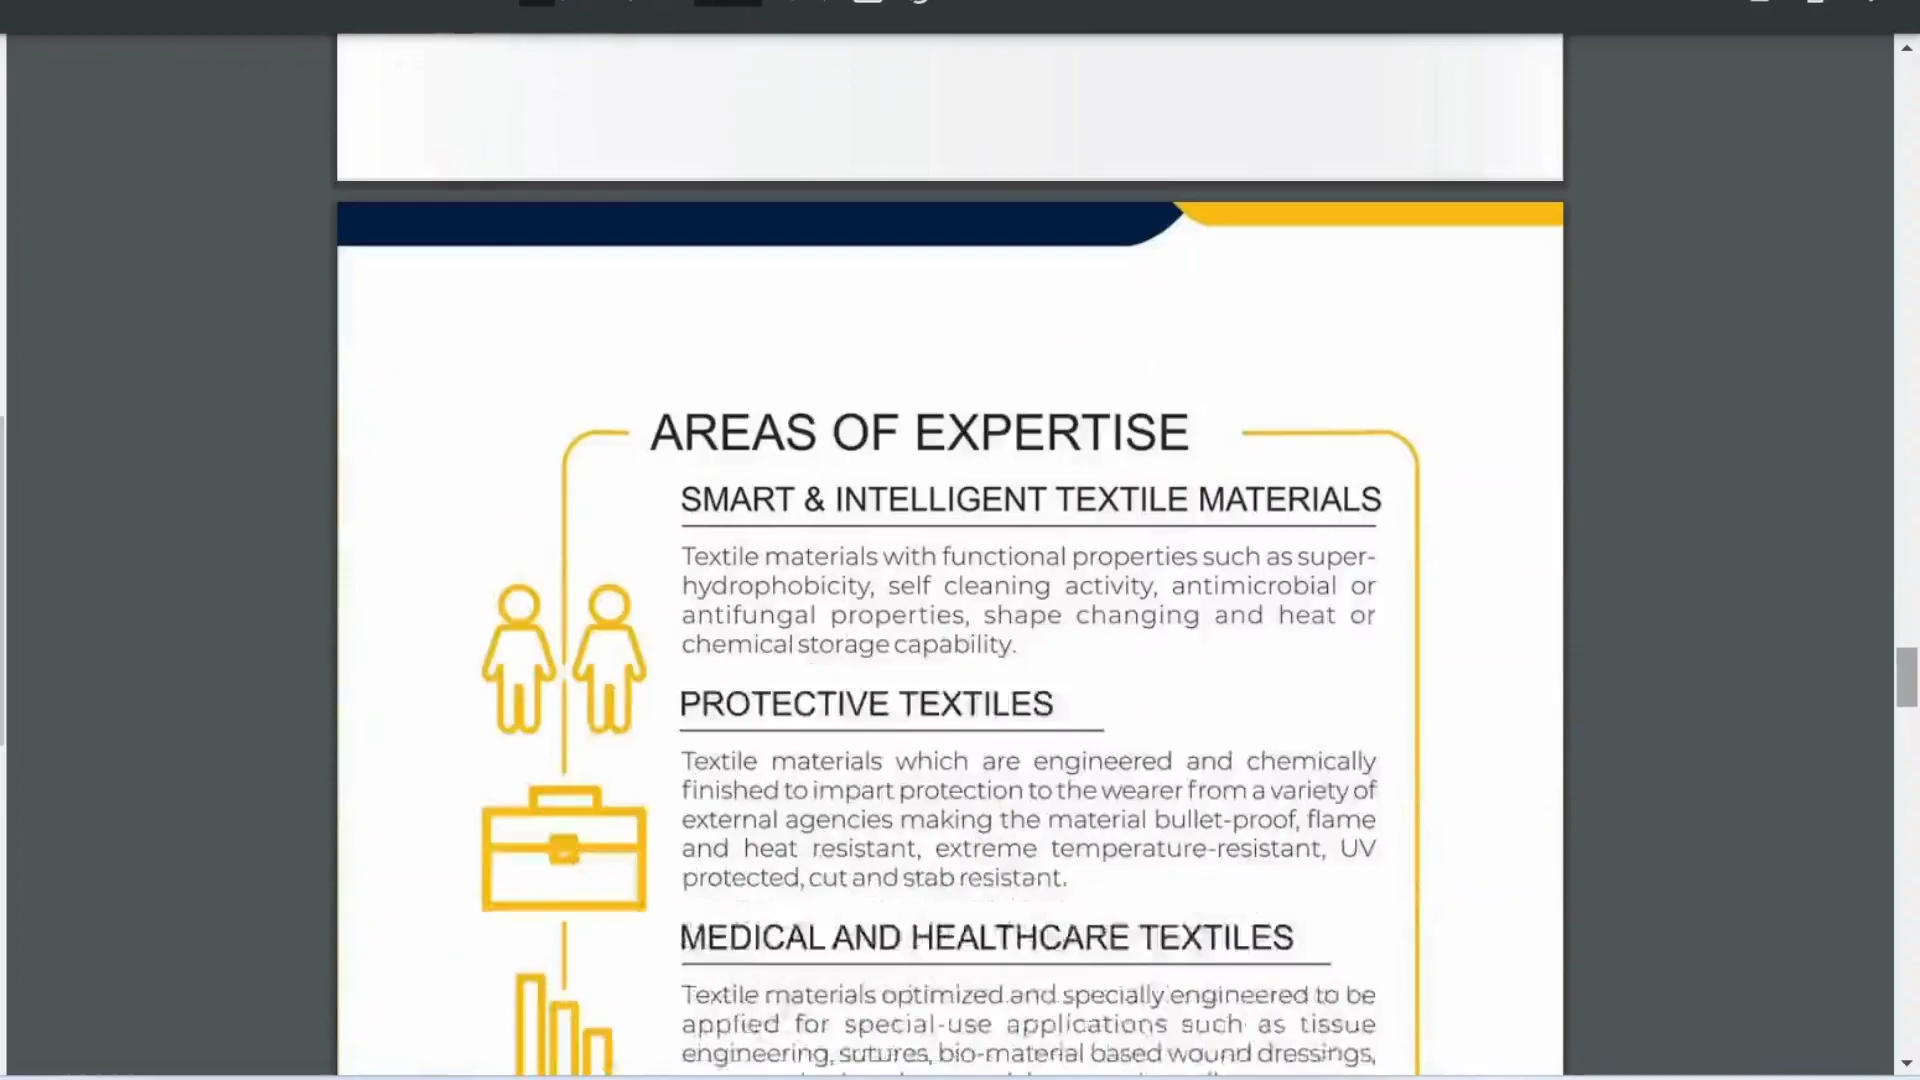 AREAS OF EXPERTISE
SMART & INTELLIGENT TEXTILE MATERIALS
Textile materials with functional properties such as super-
hydrophobicity, self cleaning activity, antimicrobial or
antifungal properties, shape changing and heat or
chemical storage capability.
PROTECTIVE TEXTILES
Textile materials which are engineered and chemically
finished to impart protection to the wearer from a variety of
external agencies making the material bullet-proof, flame
and heat resistant, extreme temperature-resistant, UV
protected, cut and stab resistant.
MEDICAL AND HEALTHCARE TEXTILES
Textile materials optimized and specially engineered to be
applied for special-use applications such as tissue
engineering, sutures, bio-material based wound dressings,